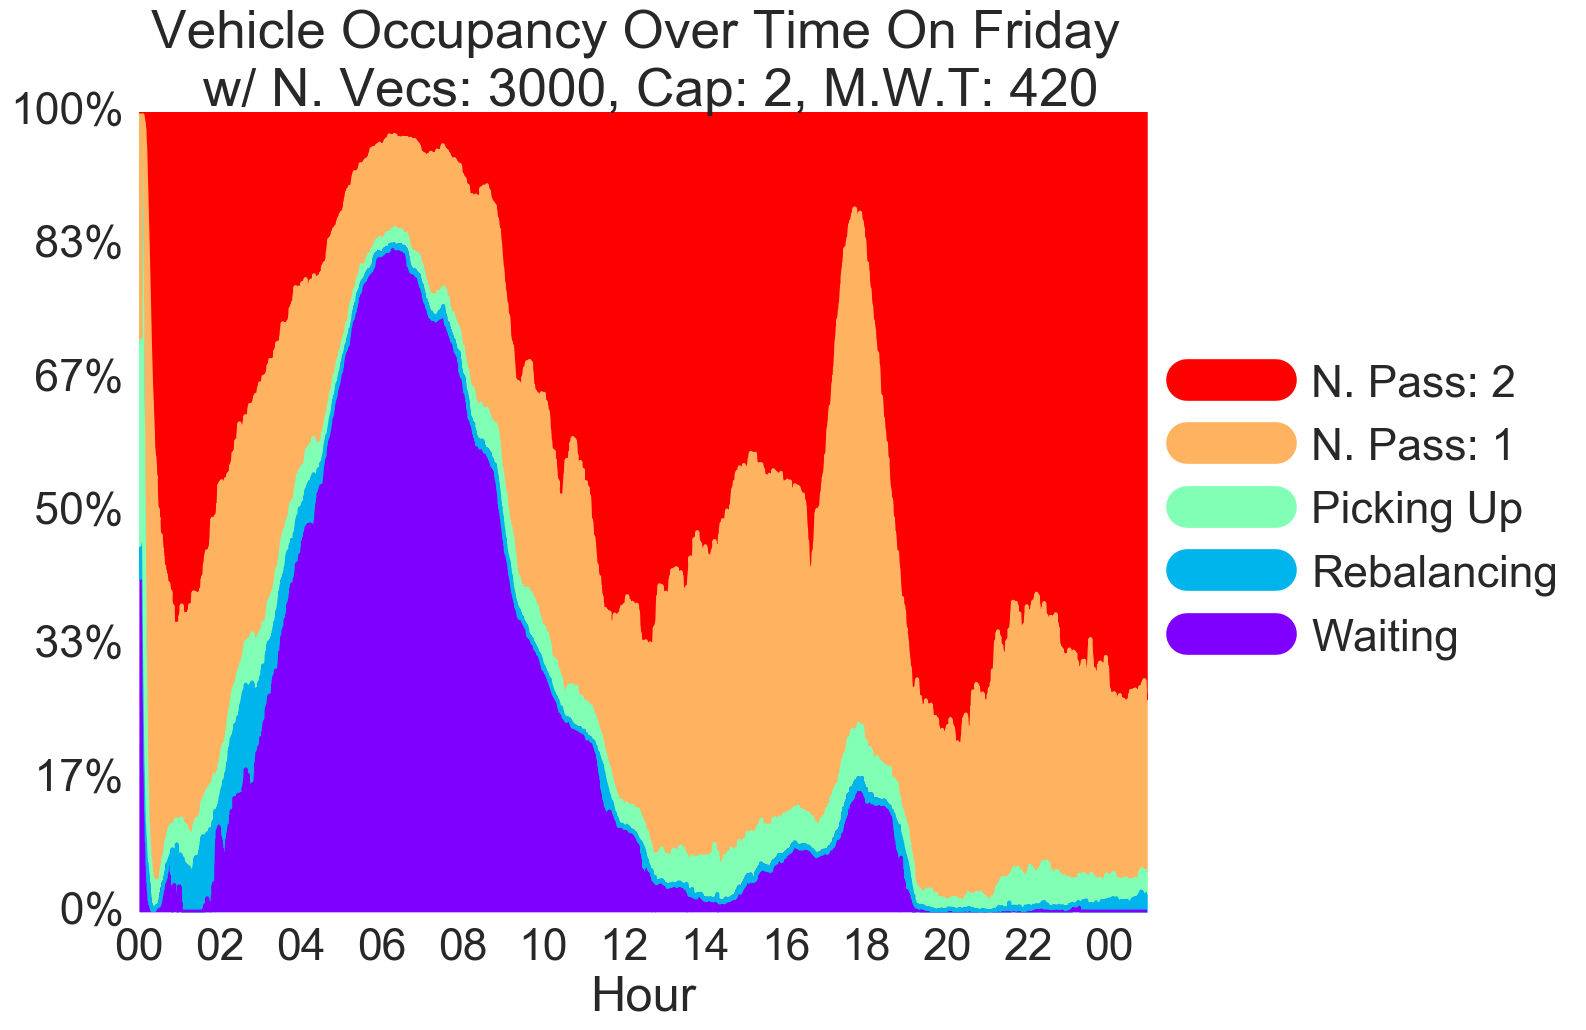 Vehicle Occupancy Over Time On Friday
w/ N. Vecs: 3000, Cap: 2, M.W.T: 420
100%
83%
67%
50%
33%
17%
0%
00 02 04 06 08 10 12 14 16 18 20 22 00
Hour
N. Pass: 2
N. Pass: 1
Picking Up
Rebalancing
Waiting